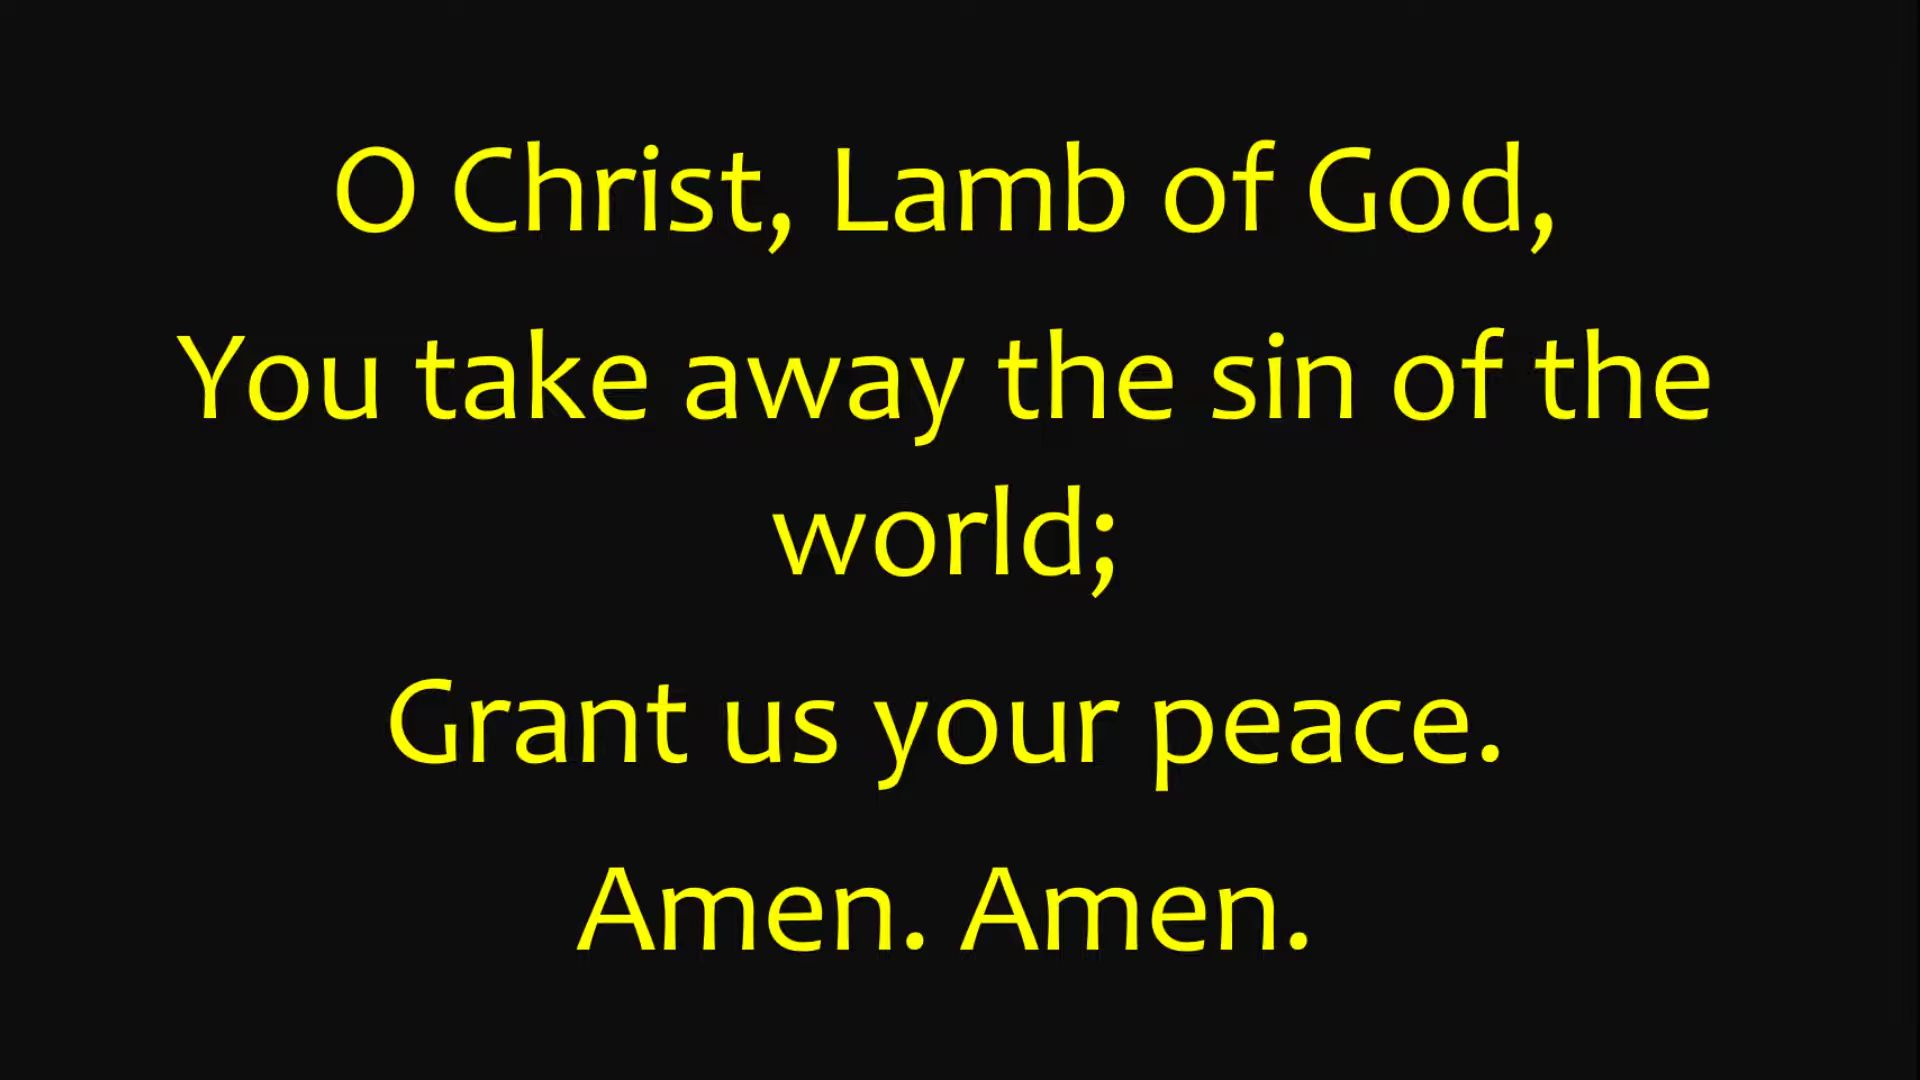 O Christ, Lamb of God,
You take away the sin of the
world;
Grant us your peace.
Amen. Amen.